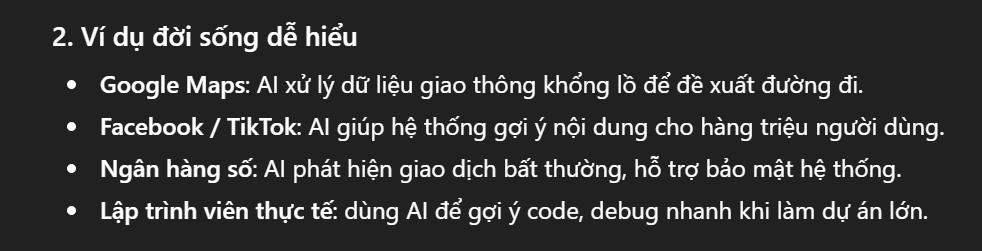 2. Ví dụ đời sống dễ hiểu
• Google Maps: AI xử lý dữ liệu giao thông khổng lồ để đề xuất đường đi.
• Facebook / TikTok: AI giúp hệ thống gợi ý nội dung cho hàng triệu người dùng.
• Ngân hàng số: AI phát hiện giao dịch bất thường, hỗ trợ bảo mật hệ thống.
• Lập trình viên thực tế: dùng AI để gợi ý code, debug nhanh khi làm dự án lớn.